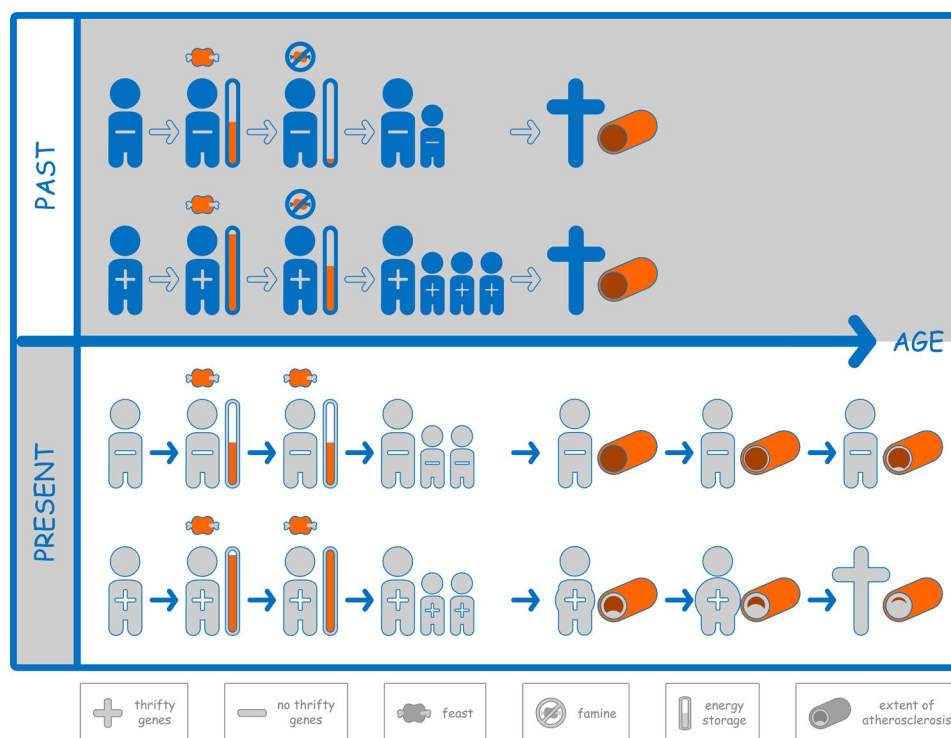 PAST
AGE
PRESENT
thrifty
genes
no thrifty
genes
feast
famine
energy
storage
extent of
atherosclerosis